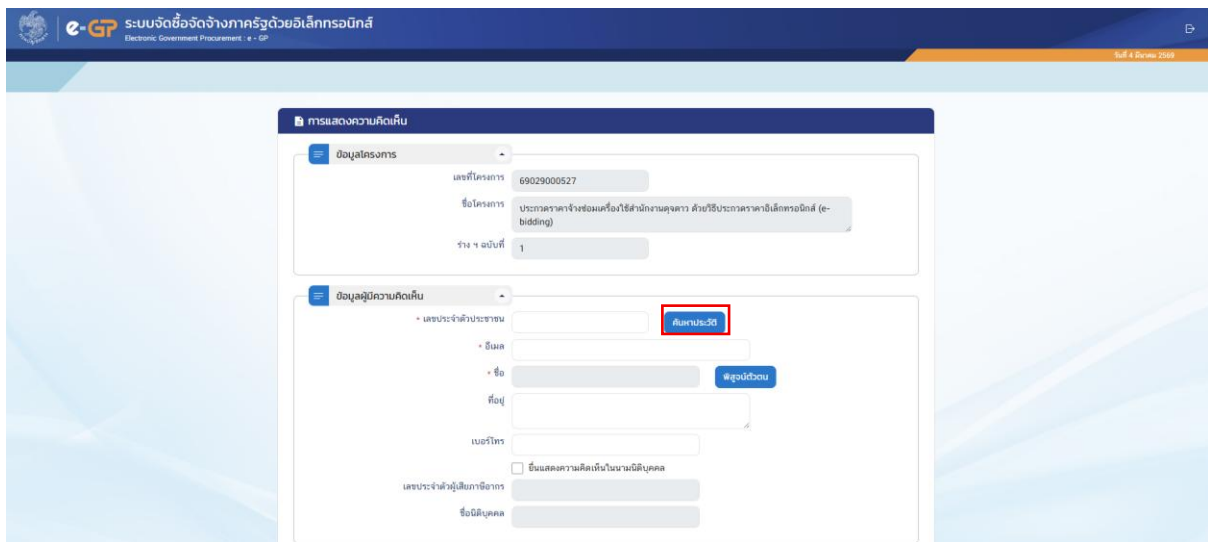 e-GP ระบบจัดซื้อจัดจ้างภาครัฐด้วยอิเล็กทรอนิกส์
Electronic Government Procurement : e - GP
วันที่ 4 มีนาคม 2569
การแสดงความคิดเห็น
ข้อมูลโครงการ
เลขที่โครงการ 69029000527
ชื่อโครงการ ประกวดราคาจ้างซ่อมเครื่องใช้สำนักงานดุจดาว ด้วยวิธีประกวดราคาอิเล็กทรอนิกส์ (e-
bidding)
ร่าง ฯ ฉบับที่ 1
ข้อมูลผู้มีความคิดเห็น
* เลขประจำตัวประชาชน ค้นหาประวัติ
* อีเมล
* ชื่อ พิสูจน์ตัวตน
ที่อยู่
เบอร์โทร
ยื่นแสดงความคิดเห็นในนามนิติบุคคล
เลขประจำตัวผู้เสียภาษีอากร
ชื่อนิติบุคคล